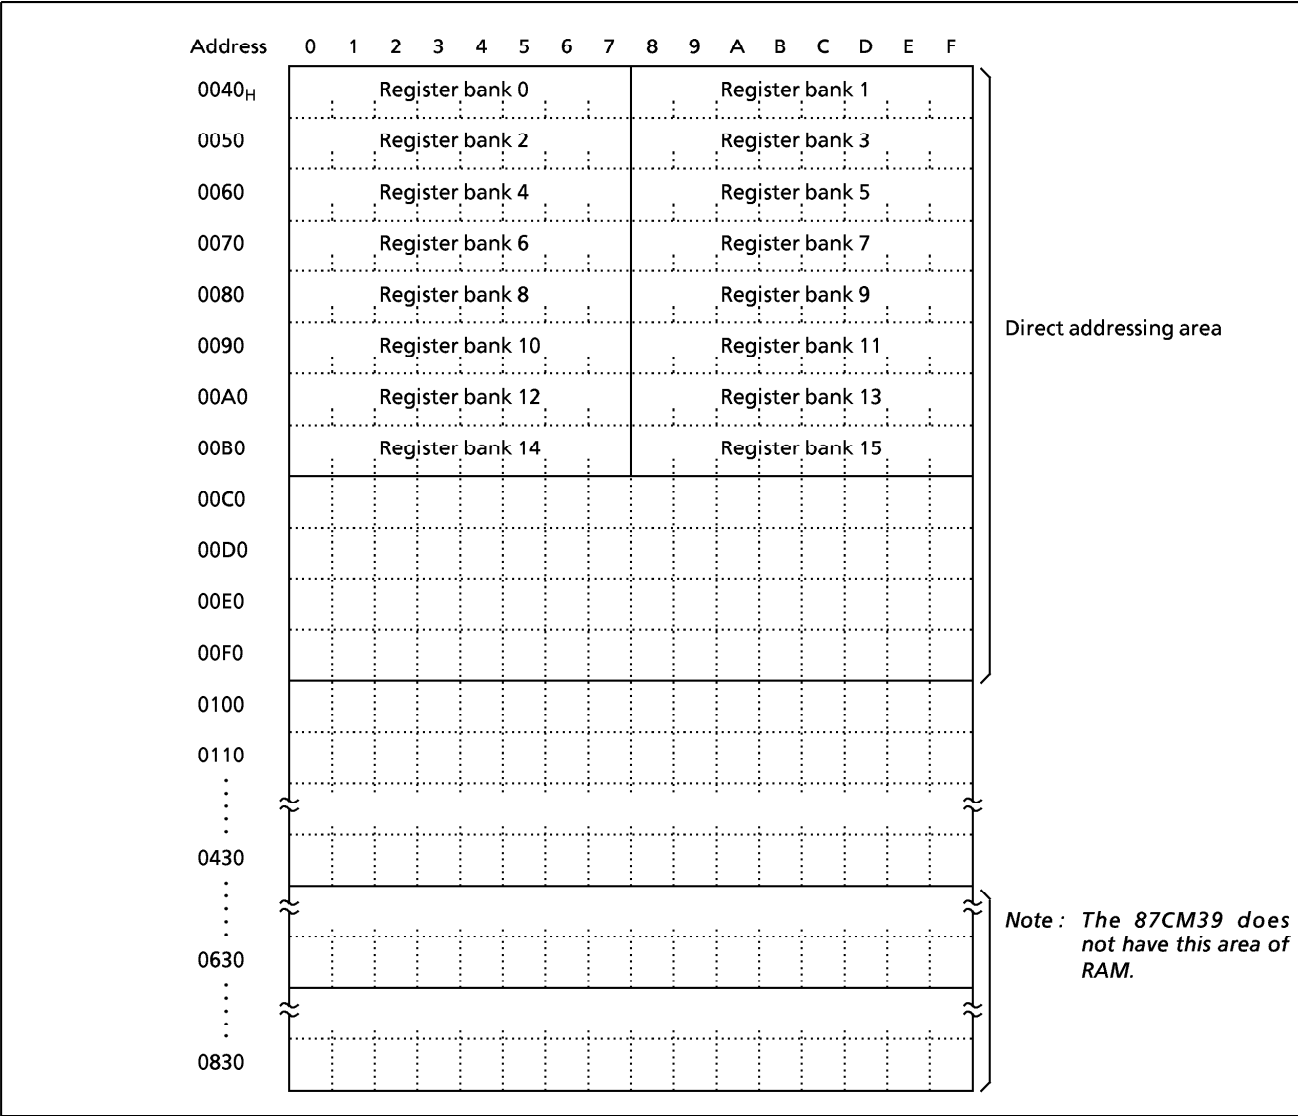 Address 0 1 2 3 4 5 6 7 8 9 A B C D E F
0040H Register bank 0 Register bank 1
0050 Register bank 2 Register bank 3
0060 Register bank 4 Register bank 5
0070 Register bank 6 Register bank 7
0080 Register bank 8 Register bank 9
Direct addressing area
0090 Register bank 10 Register bank 11
00A0 Register bank 12 Register bank 13
00B0 Register bank 14 Register bank 15
00C0
00D0
00E0
00F0
0100
0110
0430
Note : The 87CM39 does
not have this area of
RAM.
0630
0830